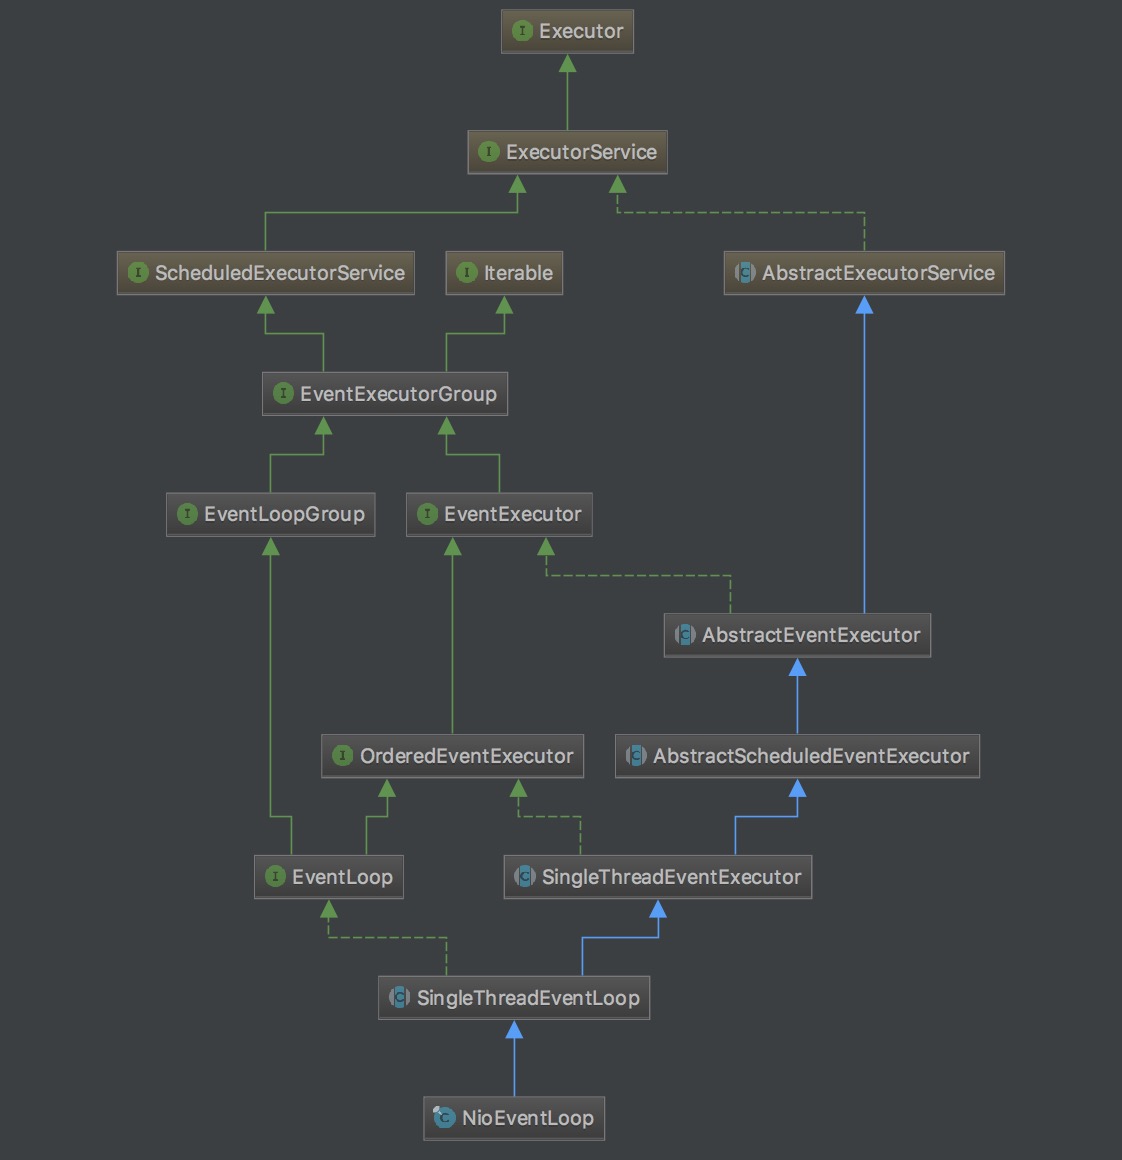 I Executor
I ExecutorService
I ScheduledExecutorService
I Iterable
C AbstractExecutorService
I EventExecutorGroup
I EventLoopGroup
I EventExecutor
C AbstractEventExecutor
I OrderedEventExecutor
C AbstractScheduledEventExecutor
I EventLoop
C SingleThreadEventExecutor
C SingleThreadEventLoop
C NioEventLoop